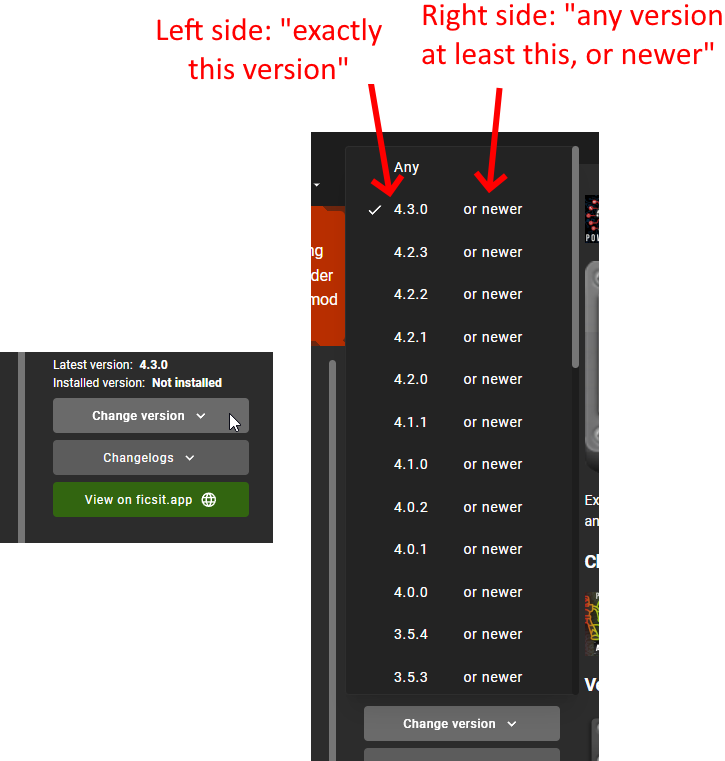 Left side: "exactly
this version"
Right side: "any version
at least this, or newer"
Latest version: 4.3.0
Installed version: Not installed
Change version
Changelogs
View on ficsit.app
Any
4.3.0 or newer
4.2.3 or newer
4.2.2 or newer
4.2.1 or newer
4.2.0 or newer
4.1.1 or newer
4.1.0 or newer
4.0.2 or newer
4.0.1 or newer
4.0.0 or newer
3.5.4 or newer
3.5.3 or newer
Change version
ng
der
mod
POW
Ex
an